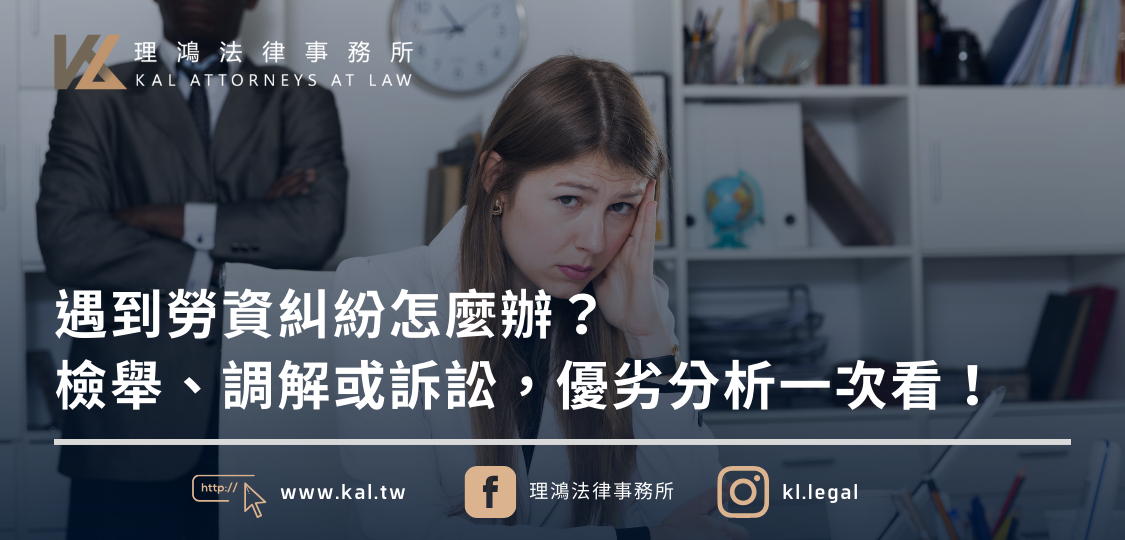 理鴻法律事務所
KAL ATTORNEYS AT LAW
遇到勞資糾紛怎麼辦？
檢舉、調解或訴訟，優劣分析一次看！
http://
www.kal.tw
理鴻法律事務所
kl.legal